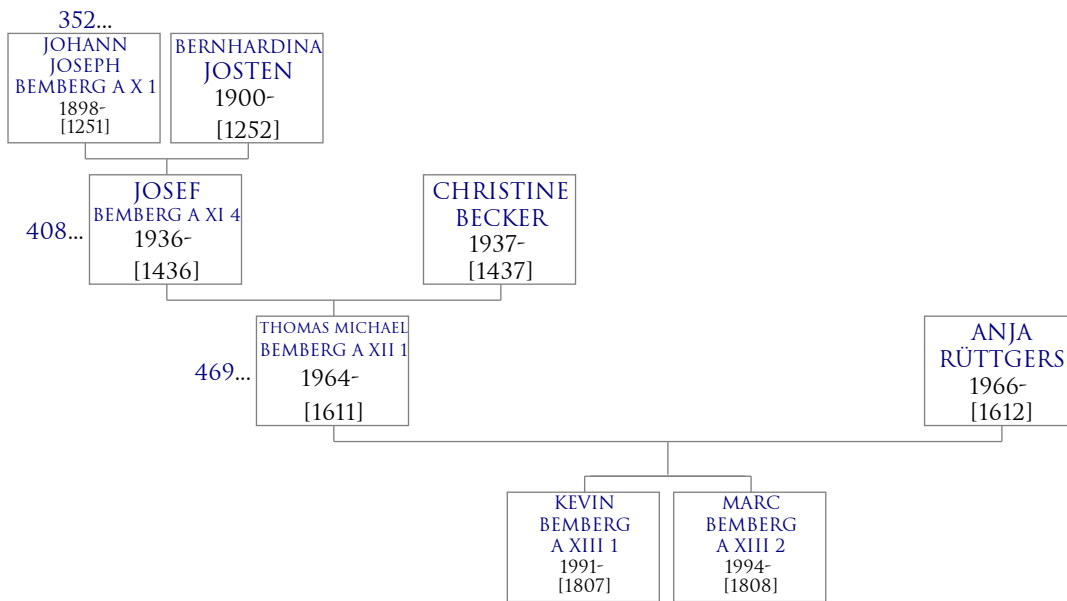 352...
JOHANN
JOSEPH
BEMBERG A X 1
1898-
[1251]
BERNHARDINA
JOSTEN
1900-
[1252]
408...
JOSEF
BEMBERG A XI 4
1936-
[1436]
CHRISTINE
BECKER
1937-
[1437]
469...
THOMAS MICHAEL
BEMBERG A XII 1
1964-
[1611]
ANJA
RÜTTGERS
1966-
[1612]
KEVIN
BEMBERG
A XIII 1
1991-
[1807]
MARC
BEMBERG
A XIII 2
1994-
[1808]